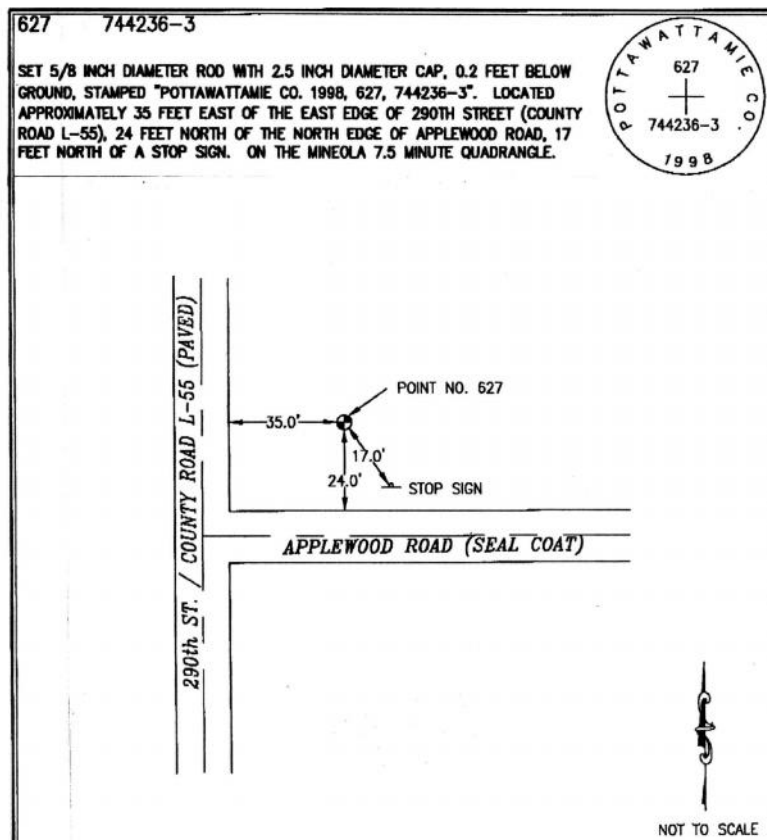 627 744236-3
SET 5/8 INCH DIAMETER ROD WITH 2.5 INCH DIAMETER CAP, 0.2 FEET BELOW
GROUND, STAMPED "POTTAWATTAMIE CO. 1998, 627, 744236-3". LOCATED
APPROXIMATELY 35 FEET EAST OF THE EAST EDGE OF 290TH STREET (COUNTY
ROAD L-55), 24 FEET NORTH OF THE NORTH EDGE OF APPLEWOOD ROAD, 17
FEET NORTH OF A STOP SIGN. ON THE MINEOLA 7.5 MINUTE QUADRANGLE.
POTTAWATTAMIE CO.
627
744236-3
1998
290th ST. / COUNTY ROAD L-55 (PAVED)
POINT NO. 627
35.0'
17.0'
24.0'
STOP SIGN
APPLEWOOD ROAD (SEAL COAT)
NOT TO SCALE